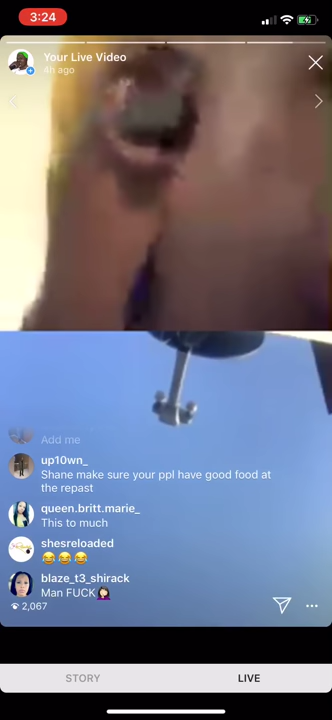 3:24
Your Live Video
4h ago
Add me
up10wn_
Shane make sure your ppl have good food at
the repast
queen.britt.marie_
This to much
shesreloaded
😂😂😂
blaze_t3_shirack
Man FUCK🤦🏻‍♀️
2,067
STORY LIVE